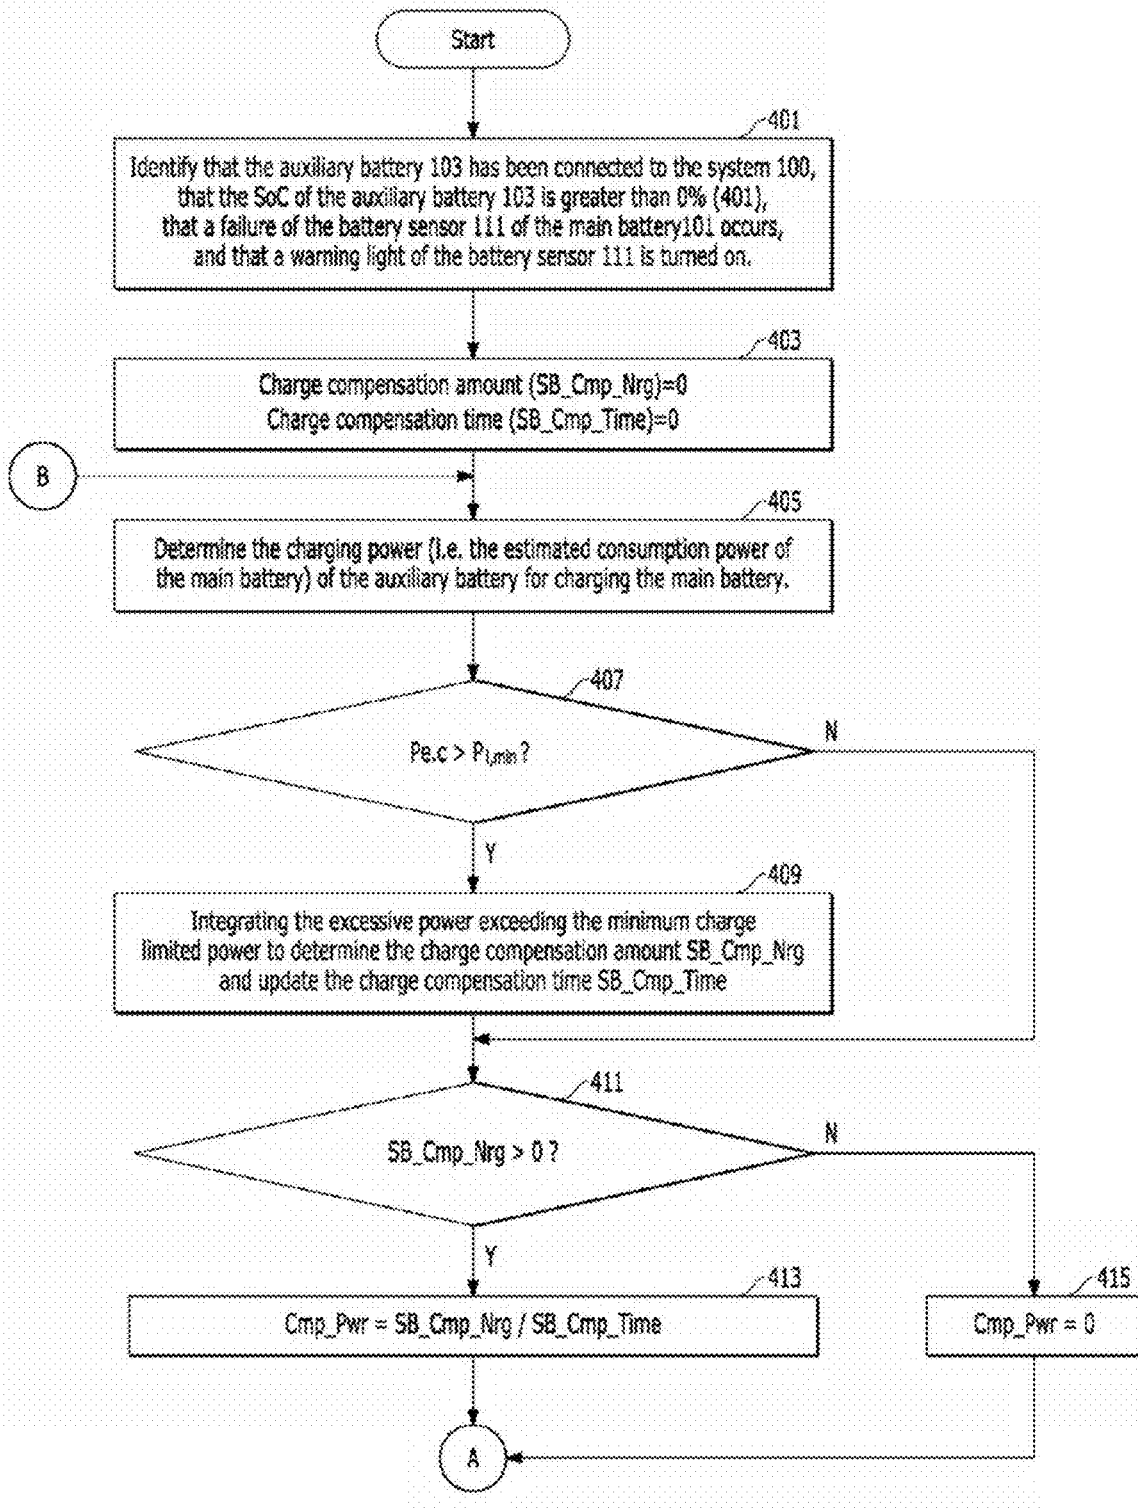 Start
401
Identify that the auxiliary battery 103 has been connected to the system 100,
that the SoC of the auxiliary battery 103 is greater than 0% (401),
that a failure of the battery sensor 111 of the main battery101 occurs,
and that a warning light of the battery sensor 111 is turned on.
403
Charge compensation amount (SB_Cmp_Nrg)=0
Charge compensation time (SB_Cmp_Time)=0
B
405
Determine the charging power (i.e. the estimated consumption power of
the main battery) of the auxiliary battery for charging the main battery.
407
Pe.c > Pl,min ?
N
Y
409
Integrating the excessive power exceeding the minimum charge
limited power to determine the charge compensation amount SB_Cmp_Nrg
and update the charge compensation time SB_Cmp_Time
411
SB_Cmp_Nrg > 0 ?
N
Y
413
Cmp_Pwr = SB_Cmp_Nrg / SB_Cmp_Time
415
Cmp_Pwr = 0
A